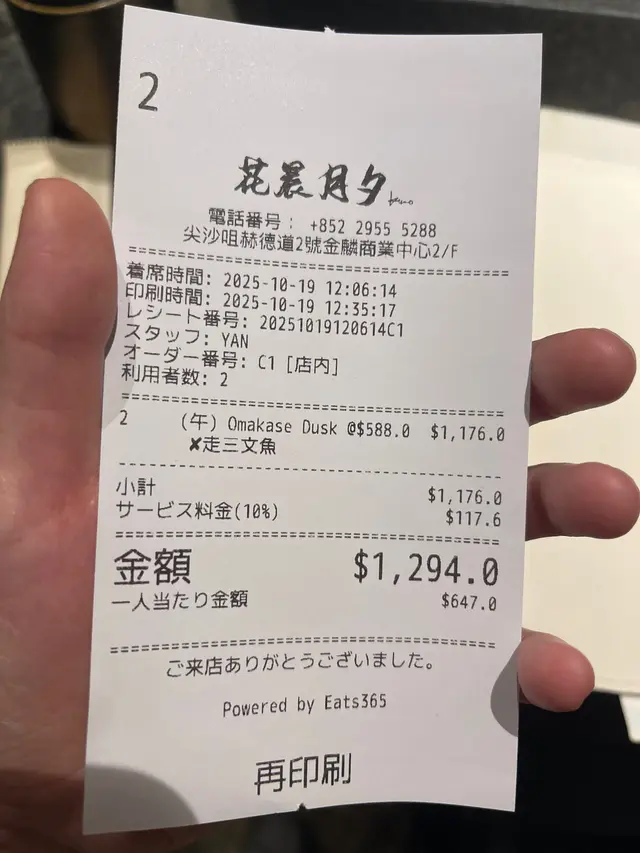 2
花晨月夕
電話番号: +852 2955 5288
尖沙咀赫德道2號金麟商業中心2/F
着席時間: 2025-10-19 12:06:14
印刷時間: 2025-10-19 12:35:17
レシート番号: 20251019120614C1
スタッフ: YAN
オーダー番号: C1 [店内]
利用者数: 2
2 (午) Omakase Dusk @$588.0 $1,176.0
✘走三文魚
小計 $1,176.0
サービス料金(10%) $117.6
金額 $1,294.0
一人当たり金額 $647.0
ご来店ありがとうございました。
Powered by Eats365
再印刷